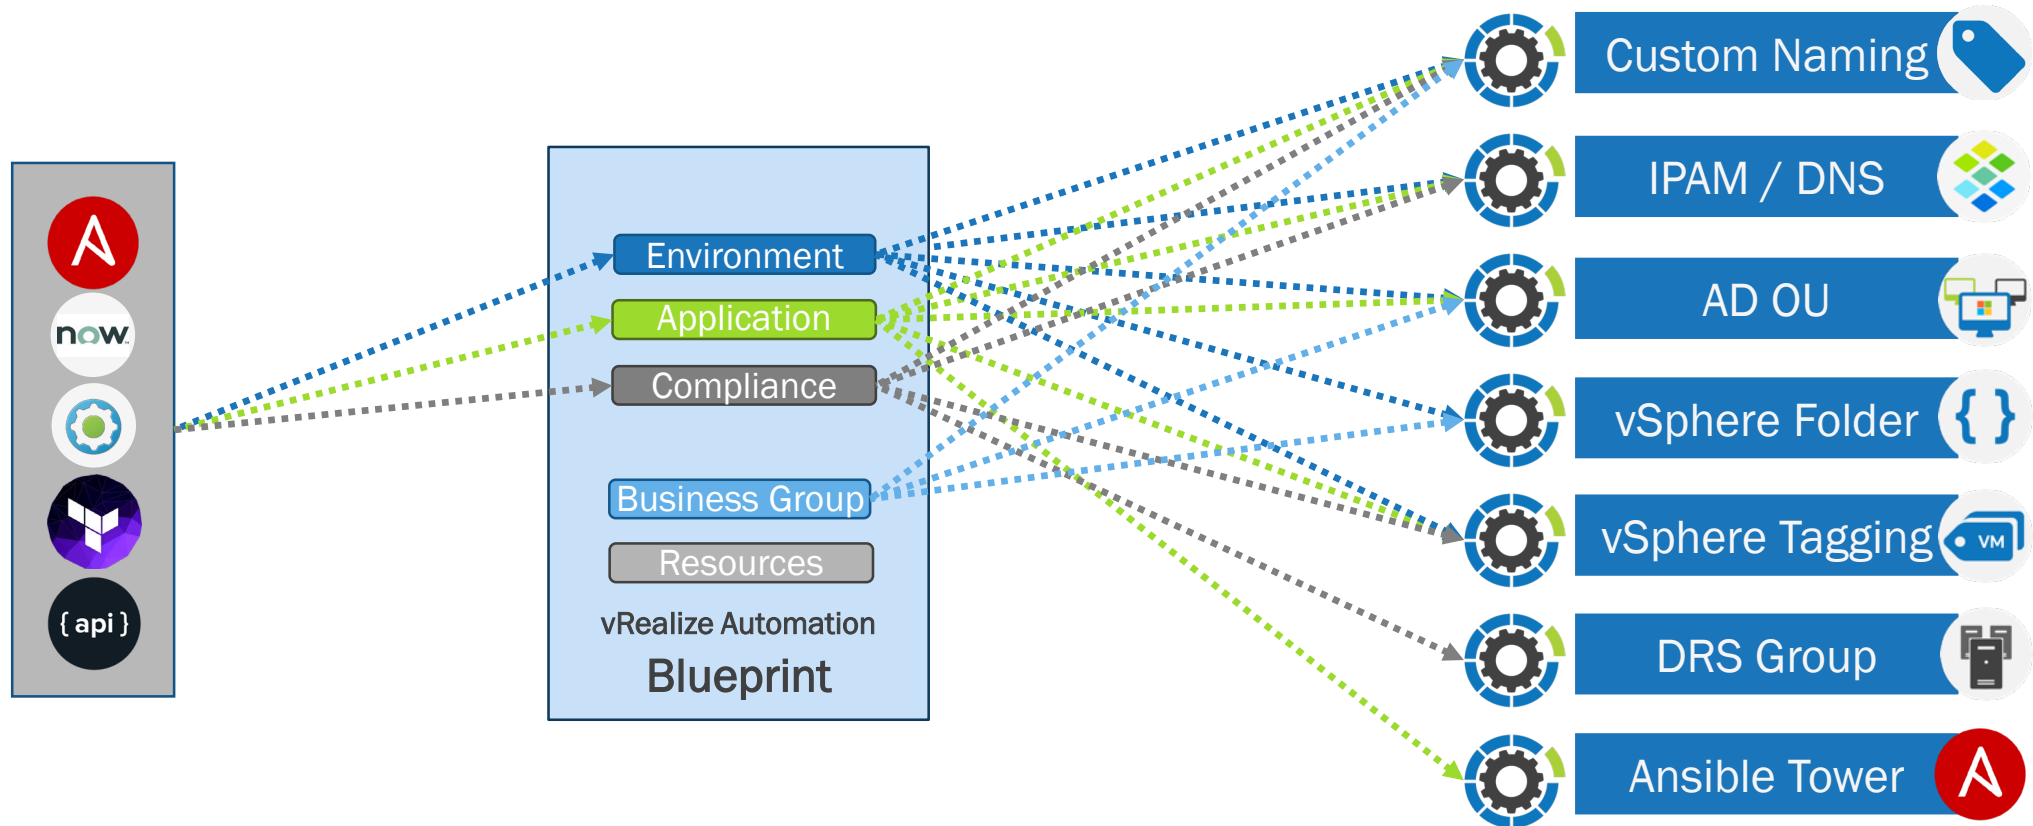 now
{ api }
Environment
Application
Compliance
Business Group
Resources
vRealize Automation
Blueprint
Custom Naming
IPAM / DNS
AD OU
vSphere Folder
{ }
vSphere Tagging
VM
DRS Group
Ansible Tower